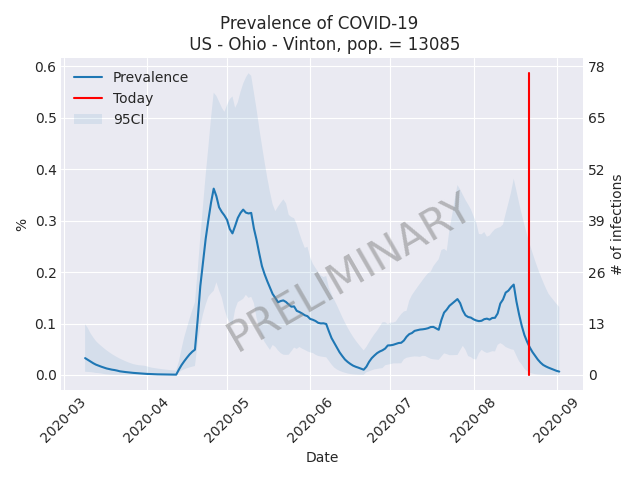 Prevalence of COVID-19
US - Ohio - Vinton, pop. = 13085
Prevalence
Today
95CI
PRELIMINARY
0.6
0.5
0.4
0.3
0.2
0.1
0.0
%
78
65
52
39
26
13
0
# of infections
2020-03
2020-04
2020-05
2020-06
2020-07
2020-08
2020-09
Date